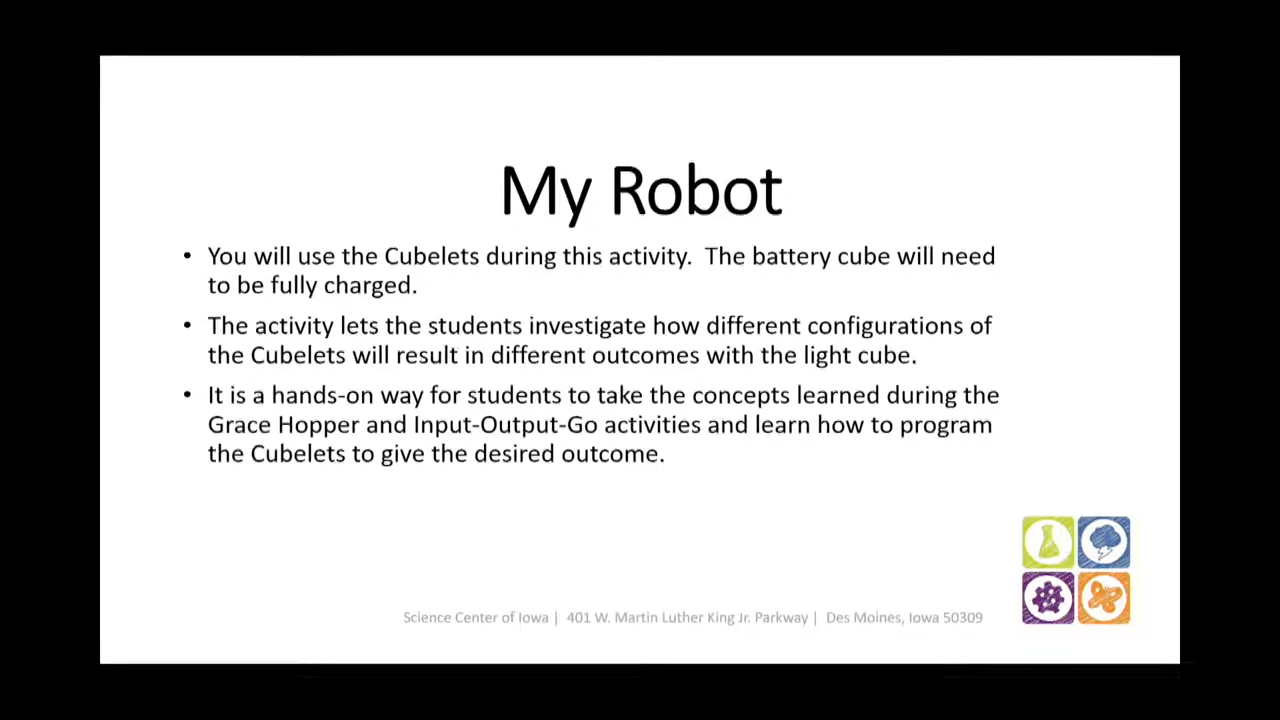 My Robot
• You will use the Cubelets during this activity.  The battery cube will need
to be fully charged.
• The activity lets the students investigate how different configurations of
the Cubelets will result in different outcomes with the light cube.
• It is a hands-on way for students to take the concepts learned during the
Grace Hopper and Input-Output-Go activities and learn how to program
the Cubelets to give the desired outcome.
Science Center of Iowa | 401 W. Martin Luther King Jr. Parkway | Des Moines, Iowa 50309